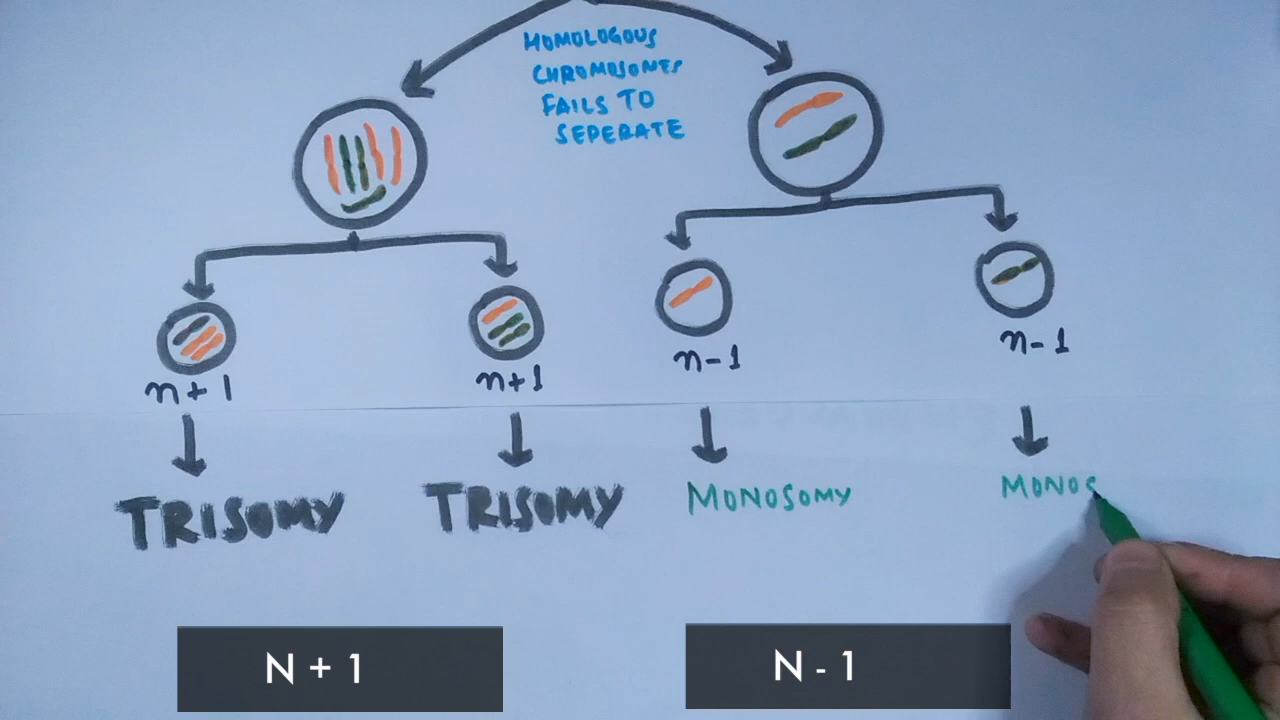 HOMOLOGOUS
CHROMOSOMES
FAILS TO
SEPERATE
n+1
n+1
n-1
n-1
TRISOMY
TRISOMY
MONOSOMY
MONOS
N + 1
N - 1